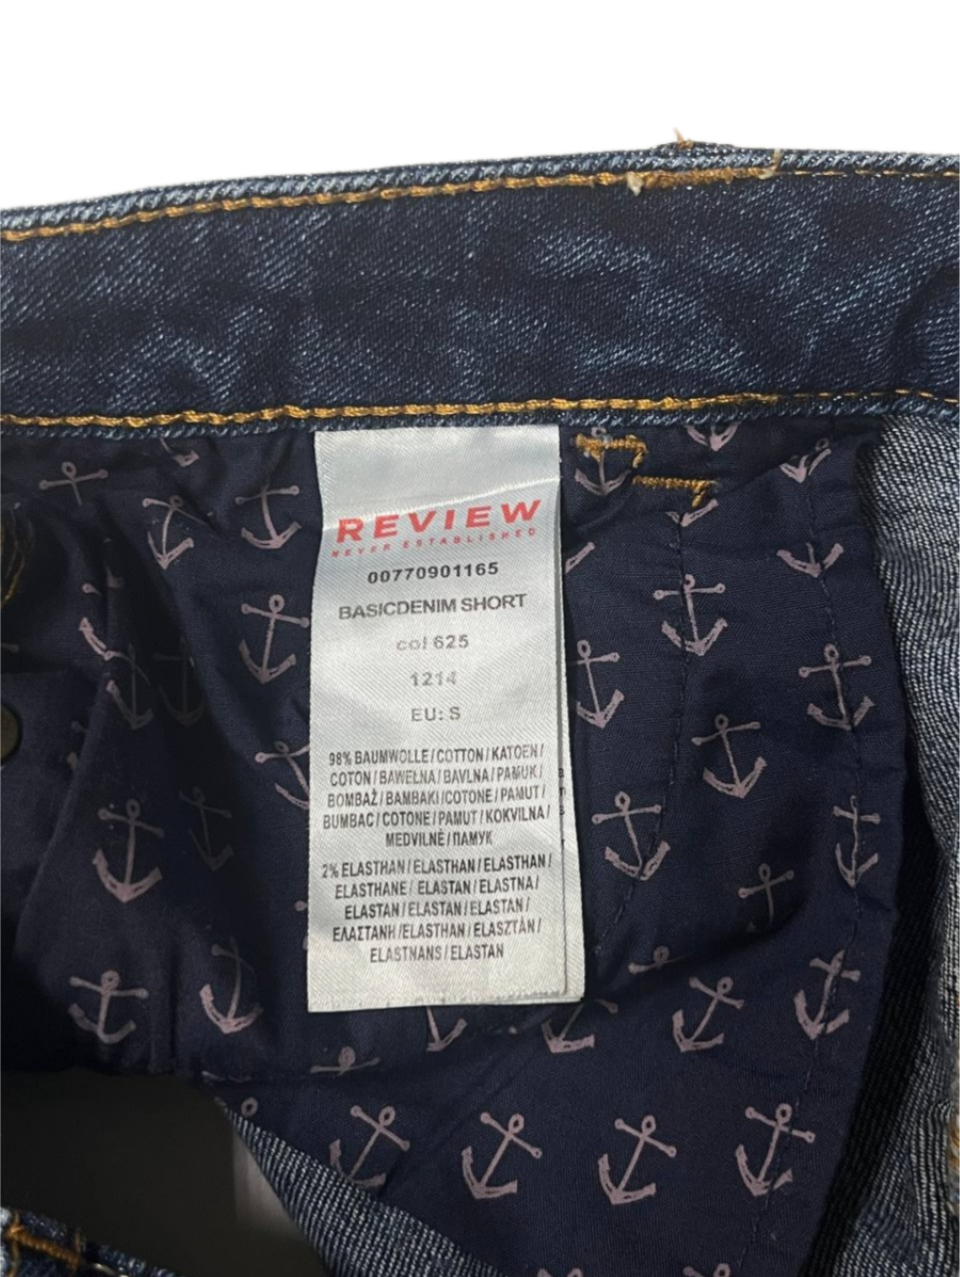 REVIEW
NEVER ESTABLISHED
00770901165
BASICDENIM SHORT
col 625
1214
EU: S
98% BAUMWOLLE/COTTON/KATOEN/
COTON/BAWEŁNA/BAVLNA/PAMUK/
BOMBAŽ/BAMBAKI/COTONE/PAMUT/
BUMBAC/COTONE/PAMUT/KOKVILNA/
MEDVILNĖ/ПАМУК
2% ELASTHAN/ELASTHAN/ELASTHAN/
ELASTHANE/ ELASTAN/ELASTNA/
ELASTAN/ELASTAN/ELASTAN/
ΕΛΑΣΤΑΝΗ/ELASTHAN/ELASZTÁN/
ELASTNANS/ELASTAN